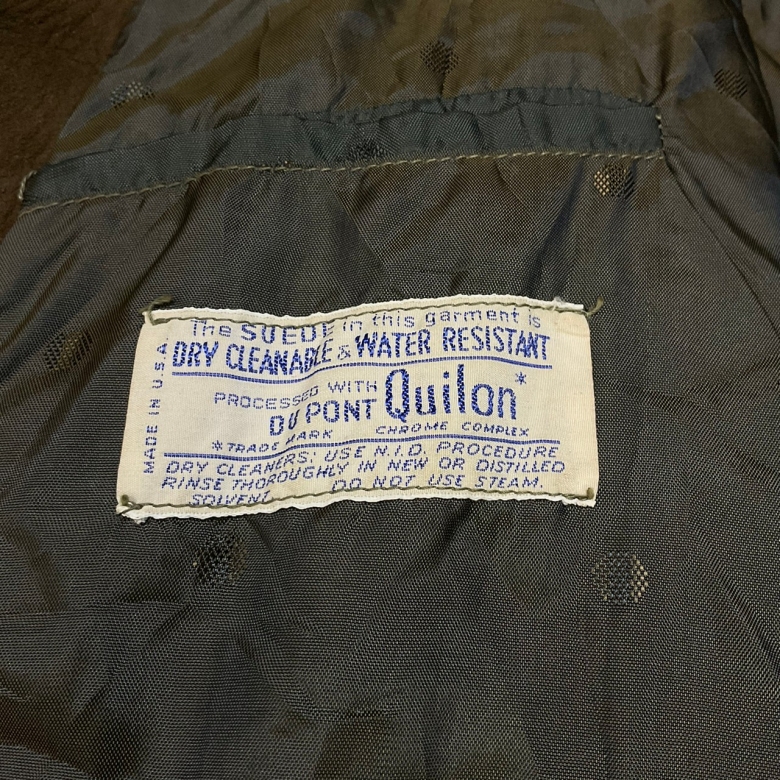 The SUEDE in this garment is
DRY CLEANABLE & WATER RESISTANT
MADE IN U.S.A.
PROCESSED WITH
DU PONT Quilon*
*TRADE MARK CHROME COMPLEX
DRY CLEANERS: USE N.I.D. PROCEDURE
RINSE THOROUGHLY IN NEW OR DISTILLED
SOLVENT DO NOT USE STEAM.